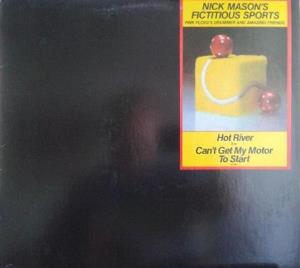 NICK MASON'S
FICTITIOUS SPORTS
PINK FLOYD'S DRUMMER AND AMAZING FRIENDS
Hot River
Can't Get My Motor
To Start